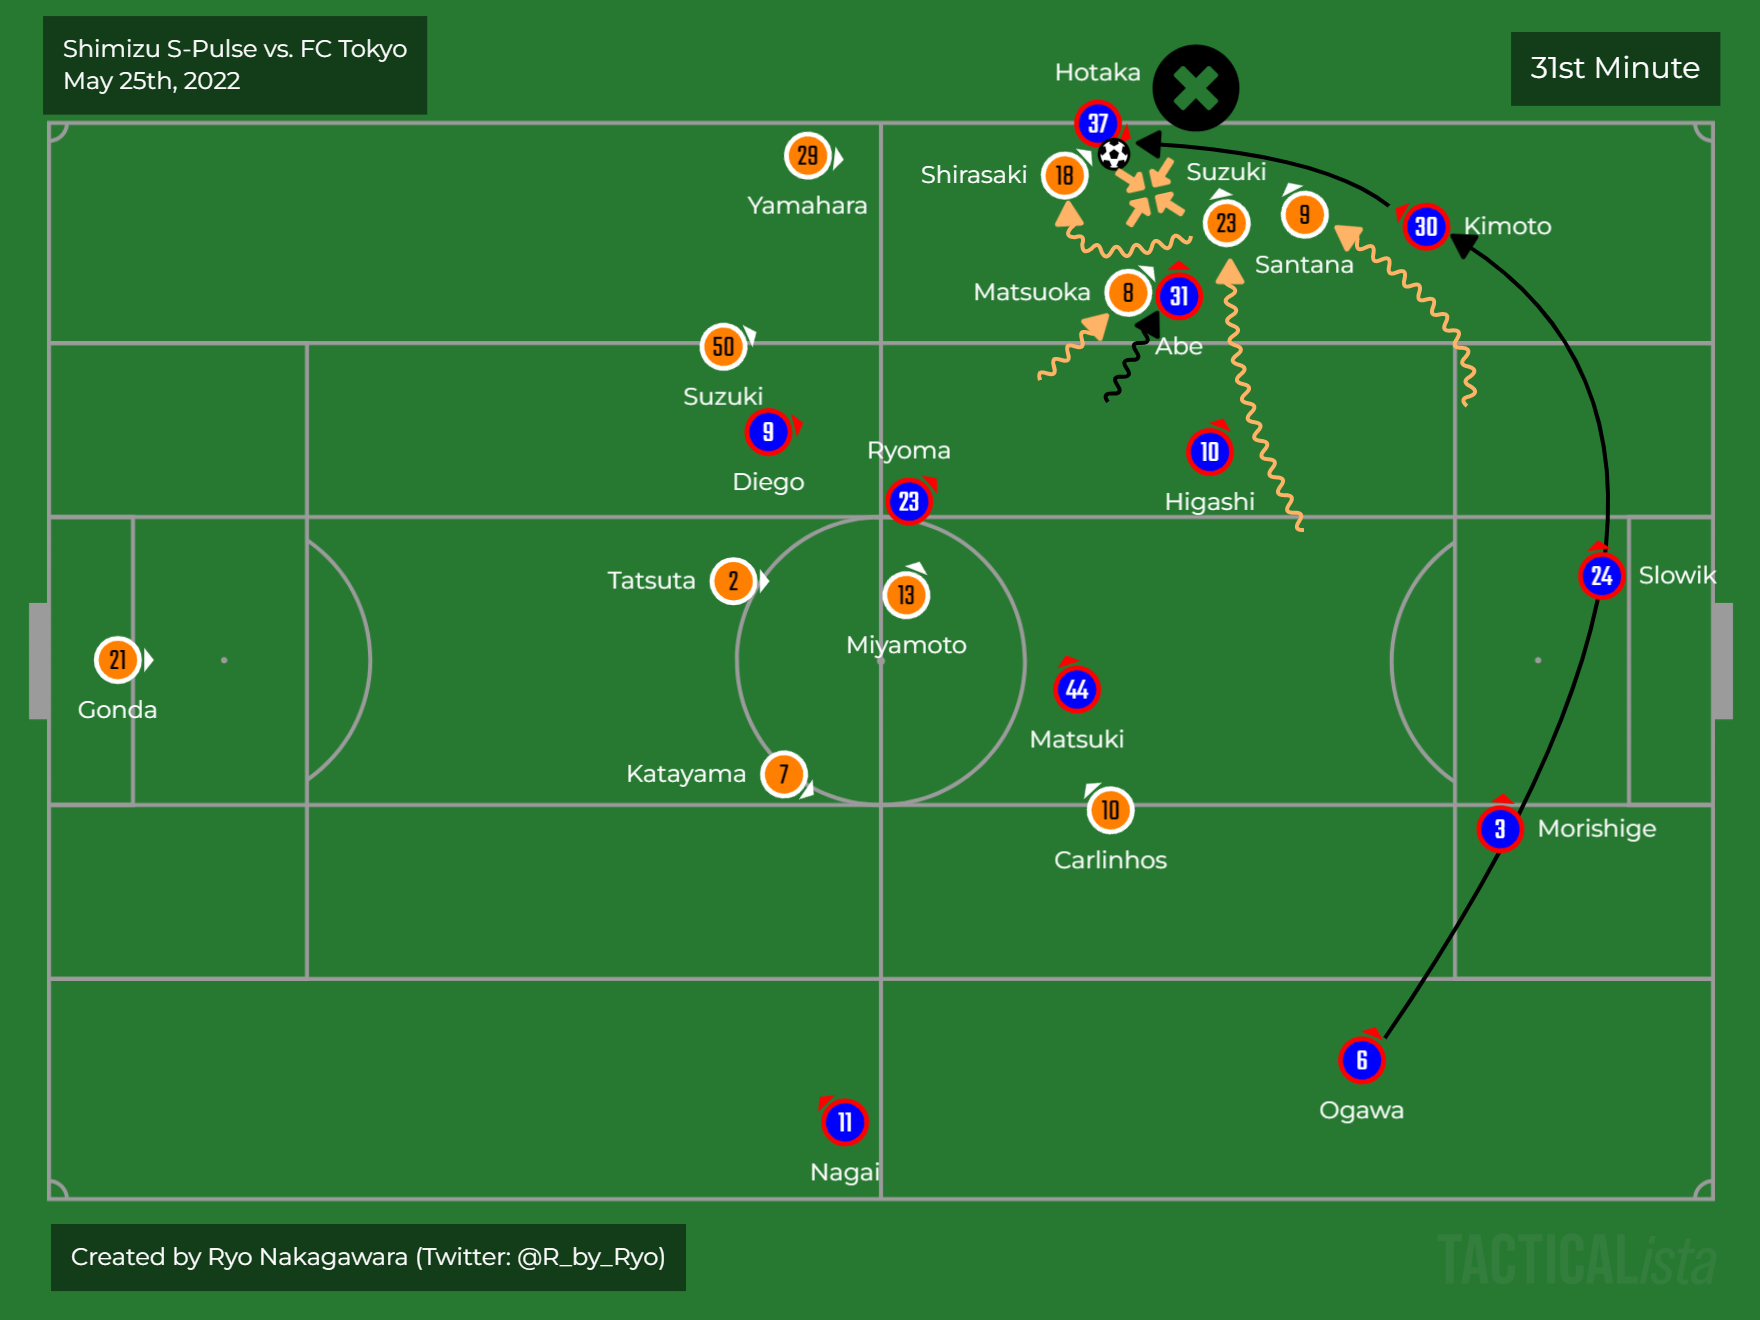 Shimizu S-Pulse vs. FC Tokyo
May 25th, 2022
31st Minute
Hotaka
37
29
Yamahara
Shirasaki
18
Suzuki
23
9
Santana
30
Kimoto
Matsuoka
8
31
Abe
50
Suzuki
9
Diego
Ryoma
23
10
Higashi
Tatsuta
2
13
Miyamoto
24
Slowik
21
Gonda
44
Matsuki
Katayama
7
10
Carlinhos
3
Morishige
6
Ogawa
11
Nagai
Created by Ryo Nakagawara (Twitter: @R_by_Ryo)
TACTICALista